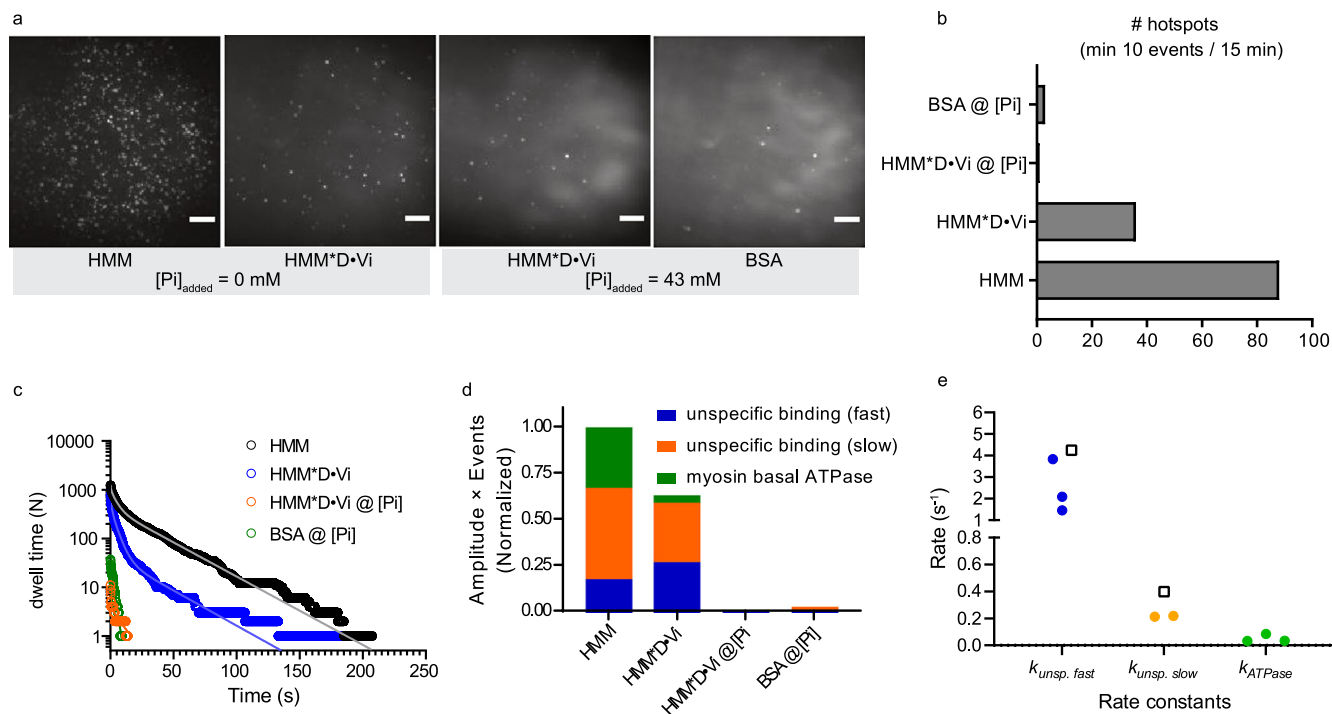 a
HMM
HMM*D•Vi
HMM*D•Vi
BSA
[Pi]added = 0 mM
[Pi]added = 43 mM
b
# hotspots
(min 10 events / 15 min)
BSA @ [Pi]
HMM*D•Vi @ [Pi]
HMM*D•Vi
HMM
0 20 40 60 80 100
c
dwell time (N)
10000
1000
100
10
1
HMM
HMM*D•Vi
HMM*D•Vi @ [Pi]
BSA @ [Pi]
0 50 100 150 200 250
Time (s)
d
Amplitude × Events
(Normalized)
1.00
0.75
0.50
0.25
0.00
unspecific binding (fast)
unspecific binding (slow)
myosin basal ATPase
HMM
HMM*D•Vi
HMM*D•Vi @[Pi
BSA @[Pi]
e
Rate (s-1)
6
5
4
3
2
1
0.8
0.6
0.4
0.2
0.0
kunsp. fast
kunsp. slow
kATPase
Rate constants